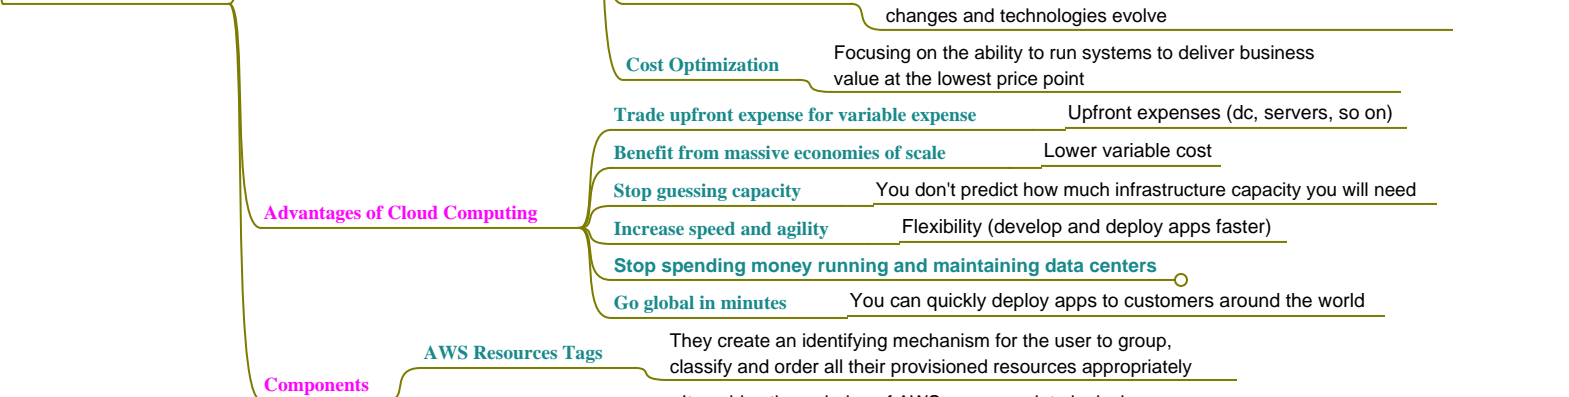 changes and technologies evolve
Cost Optimization
Focusing on the ability to run systems to deliver business
value at the lowest price point
Trade upfront expense for variable expense
Upfront expenses (dc, servers, so on)
Benefit from massive economies of scale
Lower variable cost
Stop guessing capacity
You don't predict how much infrastructure capacity you will need
Advantages of Cloud Computing
Increase speed and agility
Flexibility (develop and deploy apps faster)
Stop spending money running and maintaining data centers
Go global in minutes
You can quickly deploy apps to customers around the world
AWS Resources Tags
They create an identifying mechanism for the user to group,
classify and order all their provisioned resources appropriately
Components